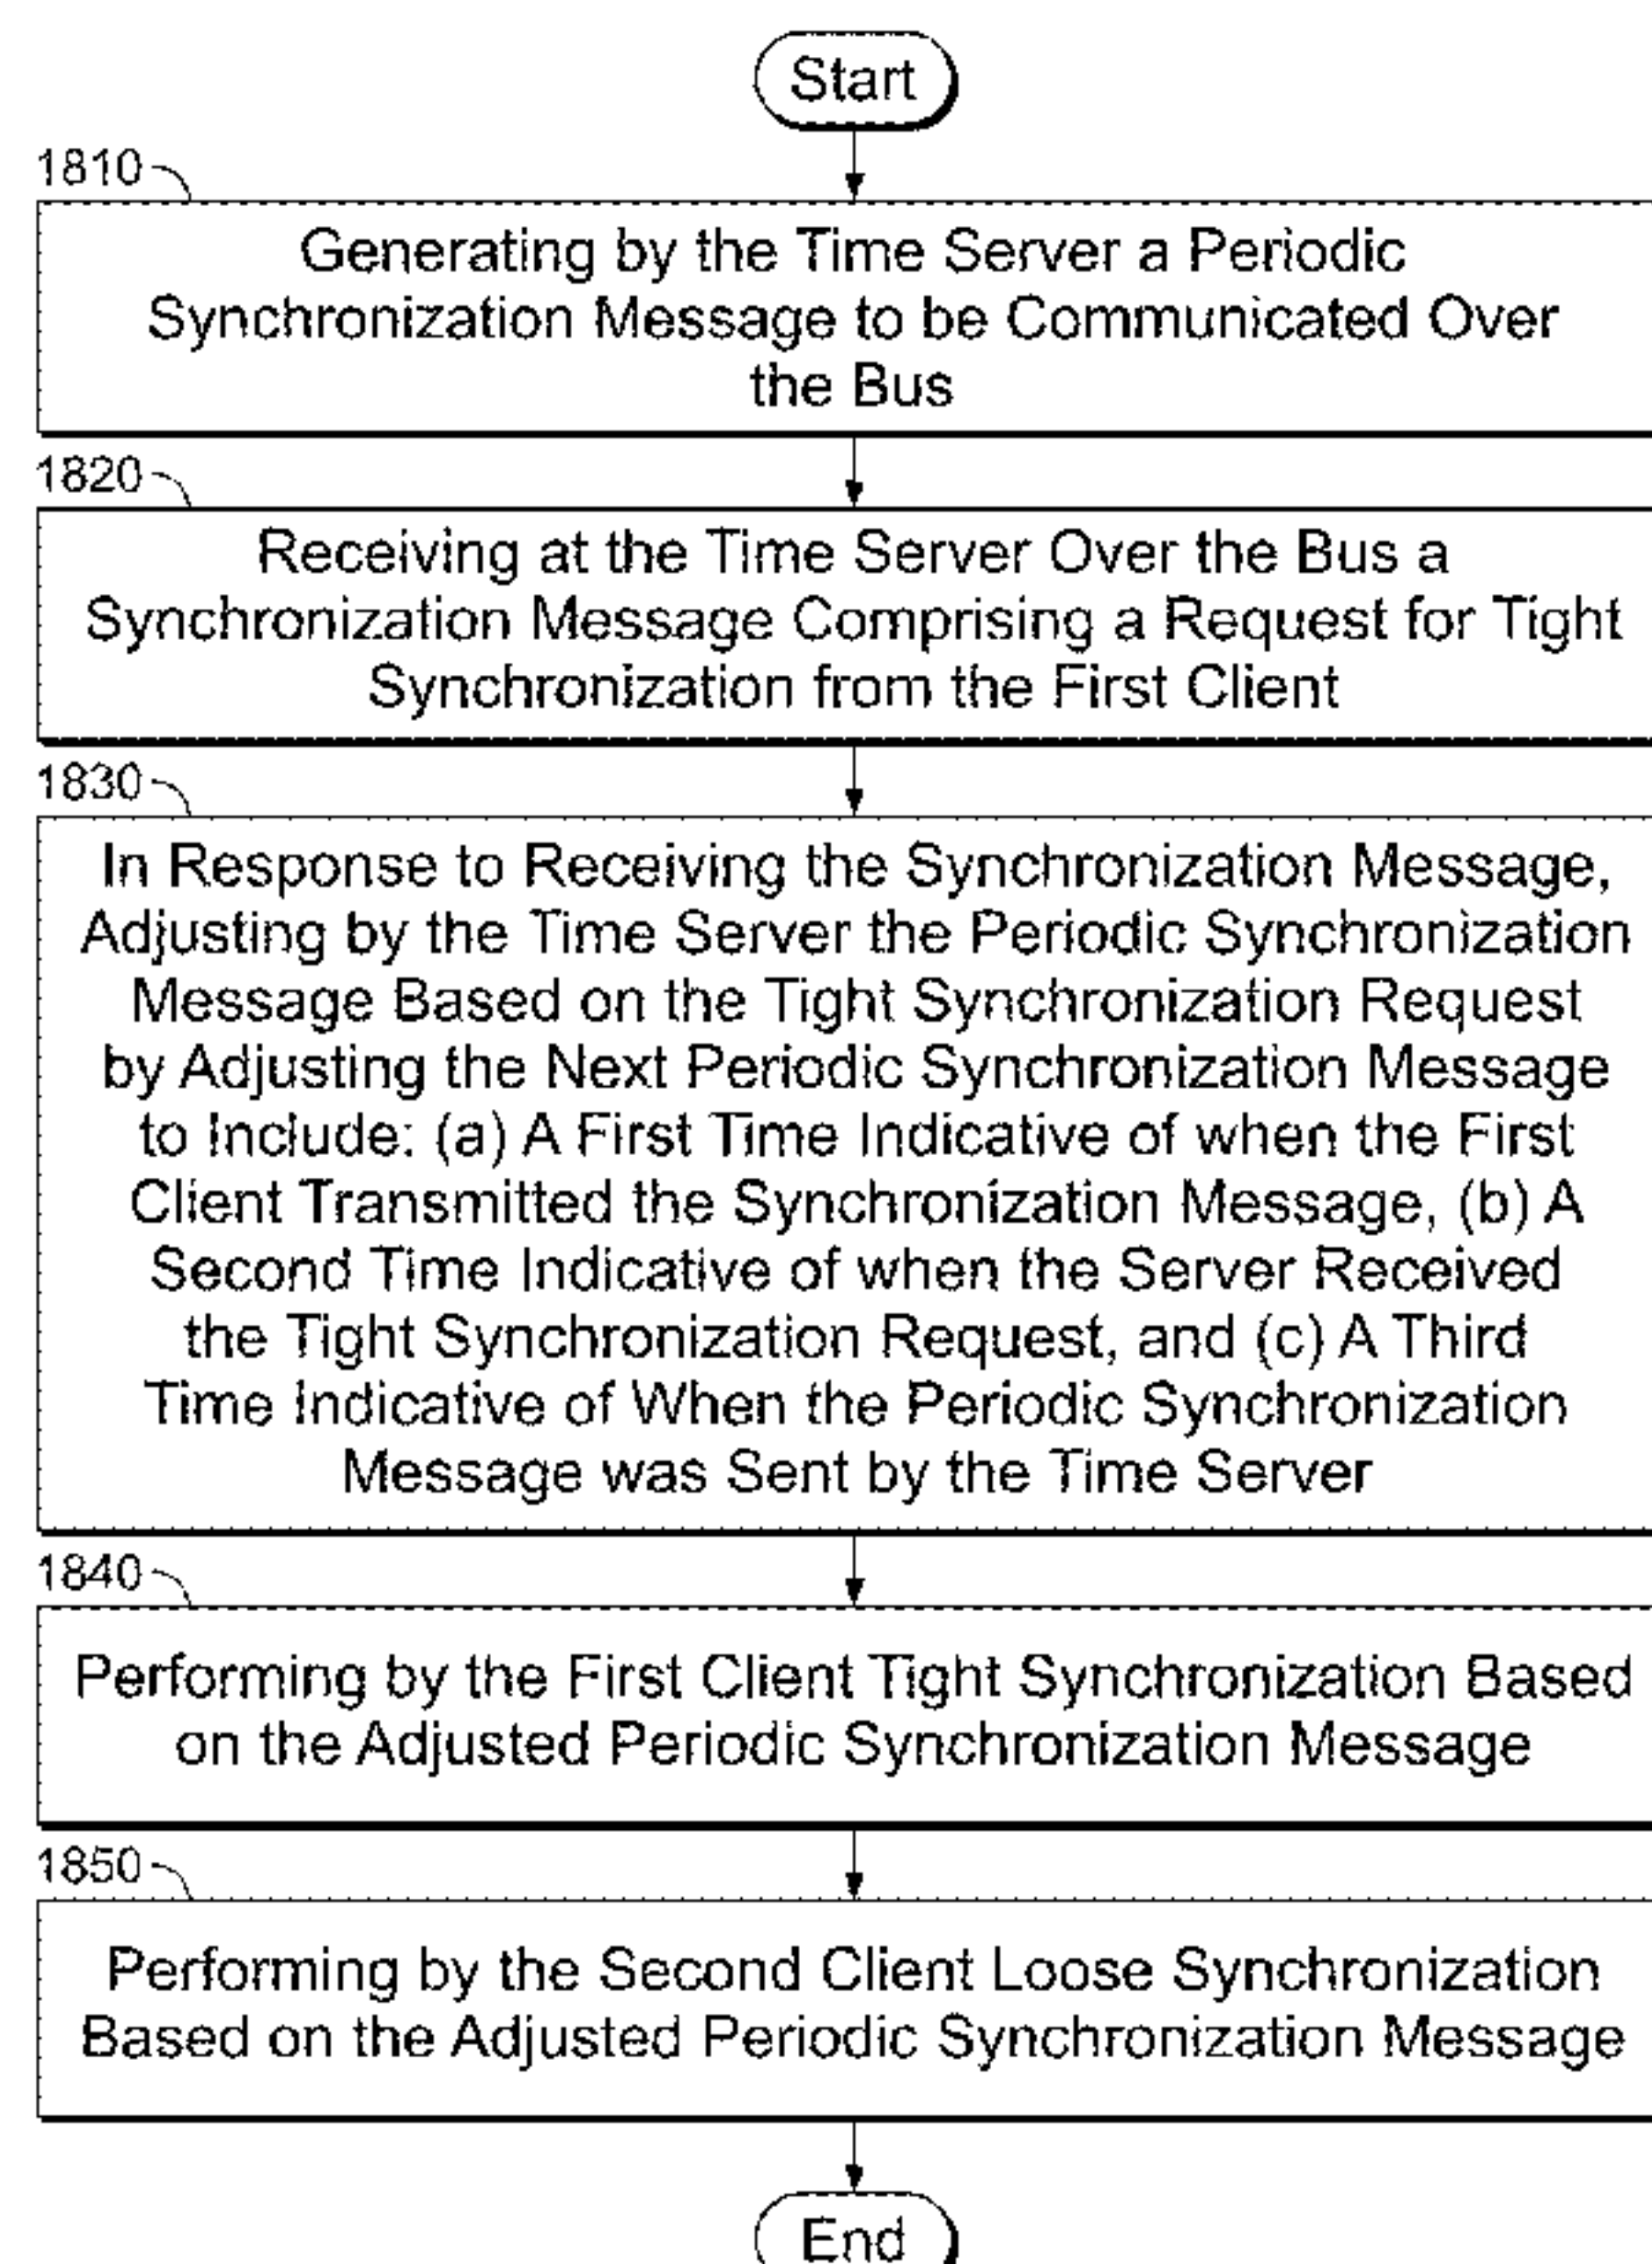 Start
1810
Generating by the Time Server a Periodic
Synchronization Message to be Communicated Over
the Bus
1820
Receiving at the Time Server Over the Bus a
Synchronization Message Comprising a Request for Tight
Synchronization from the First Client
1830
In Response to Receiving the Synchronization Message,
Adjusting by the Time Server the Periodic Synchronization
Message Based on the Tight Synchronization Request
by Adjusting the Next Periodic Synchronization Message
to Include: (a) A First Time Indicative of when the First
Client Transmitted the Synchronization Message, (b) A
Second Time Indicative of when the Server Received
the Tight Synchronization Request, and (c) A Third
Time Indicative of When the Periodic Synchronization
Message was Sent by the Time Server
1840
Performing by the First Client Tight Synchronization Based
on the Adjusted Periodic Synchronization Message
1850
Performing by the Second Client Loose Synchronization
Based on the Adjusted Periodic Synchronization Message
End